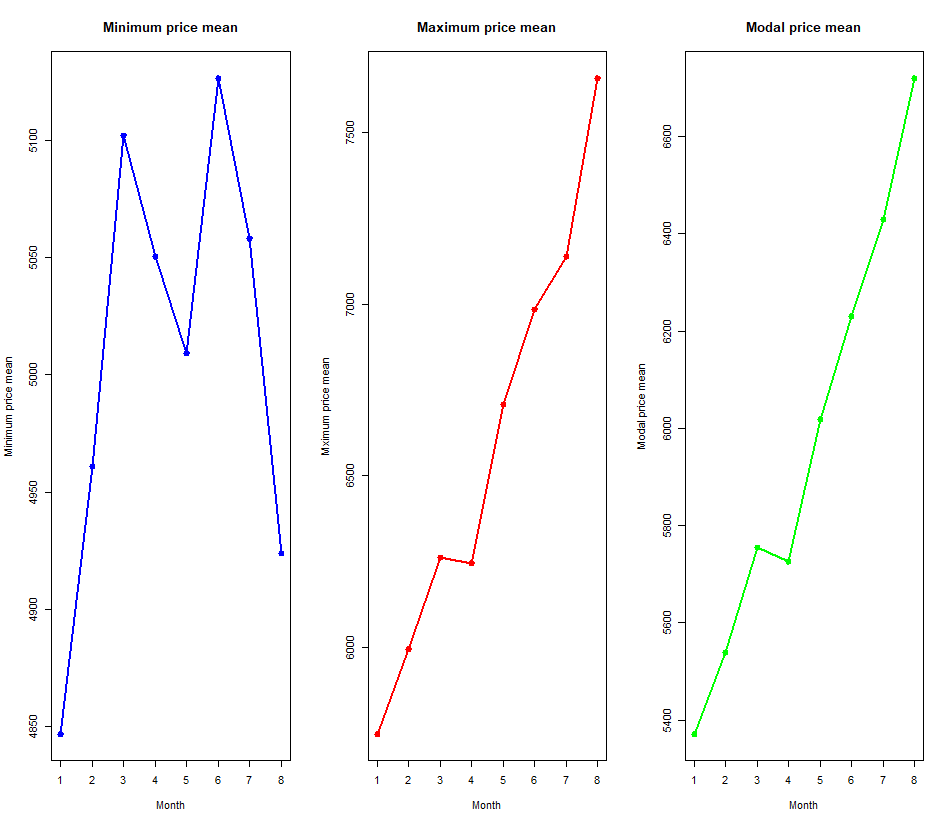 Minimum price mean
Minimum price mean
5100
5050
5000
4950
4900
4850
1 2 3 4 5 6 7 8
Month
Maximum price mean
Mximum price mean
7500
7000
6500
6000
1 2 3 4 5 6 7 8
Month
Modal price mean
Modal price mean
6600
6400
6200
6000
5800
5600
5400
1 2 3 4 5 6 7 8
Month